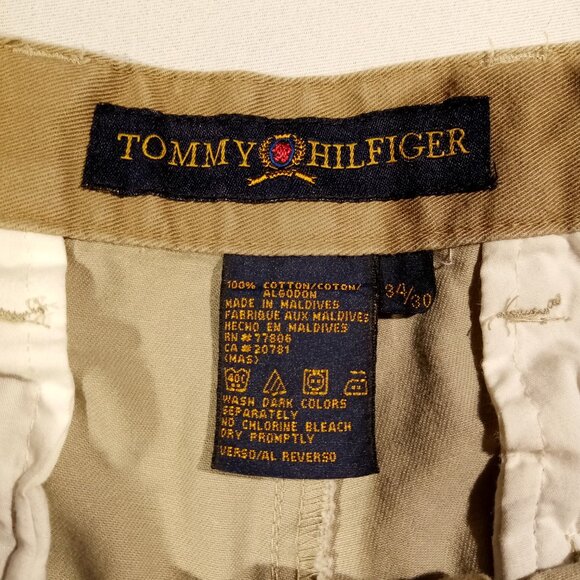 TOMMY HILFIGER
100% COTTON/COTON/
ALGODON
MADE IN MALDIVES
FABRIQUE AUX MALDIVES
HECHO EN MALDIVES
RN# 77806
CA# 20781
(MAS)
40
WASH DARK COLORS
SEPARATELY
NO CHLORINE BLEACH
DRY PROMPTLY
VERSO/AL REVERSO
34/30